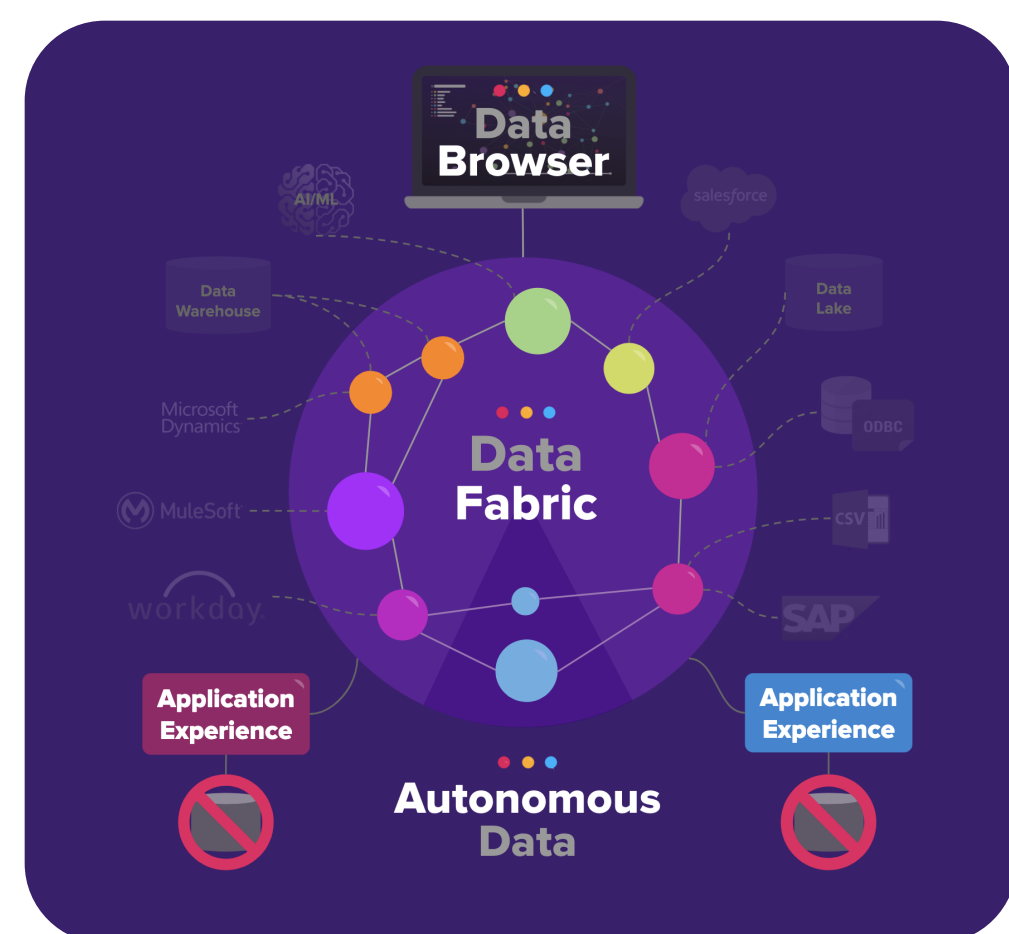 Data
Browser
AI/ML
salesforce
Data
Warehouse
Data
Lake
Microsoft
Dynamics
ODBC
Data
Fabric
MuleSoft
CSV
workday.
SAP
Application
Experience
Application
Experience
Autonomous
Data